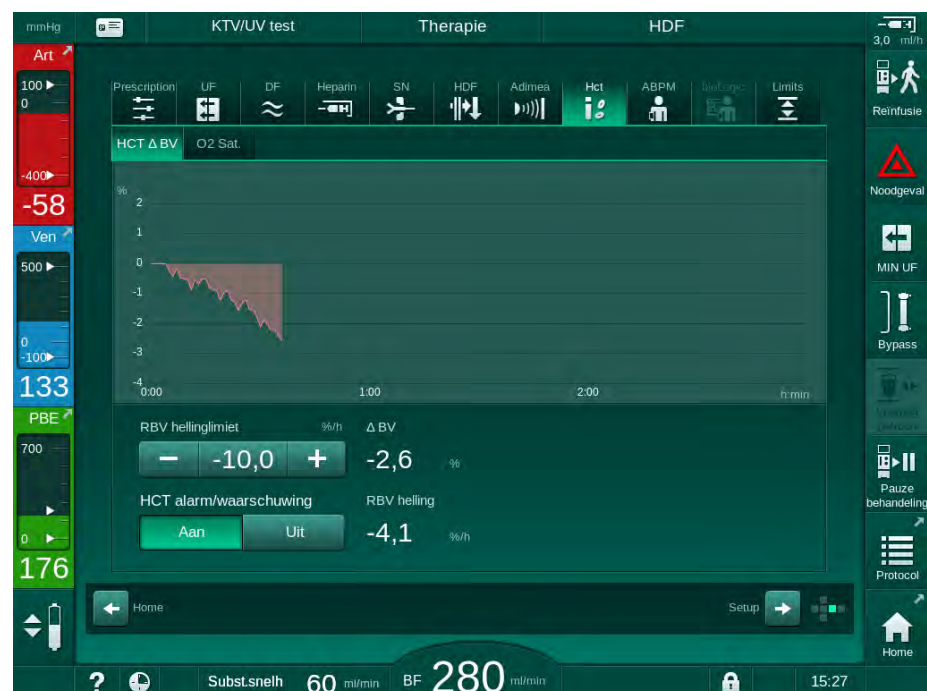 mmHg KTV/UV test Therapie HDF 3,0 ml/h
Art
100
0
-400
-58
Ven
500
0
-100
133
PBE
700
0
176
Prescription UF DF Heparin SN HDF Adimea Hct ABPM bioLogic Limits
HCT Δ BV O2 Sat.
%
2
1
0
-1
-2
-3
-4
0:00 1:00 2:00 h:min
RBV hellinglimiet %/h Δ BV
-10,0 -2,6 %
HCT alarm/waarschuwing RBV helling
Aan Uit -4,1 %/h
Home Setup
? Subst.snelh 60 ml/min BF 280 ml/min 15:27
Reïnfusie
Noodgeval
MIN UF
Bypass
Pauze
behandeling
Protocol
Home